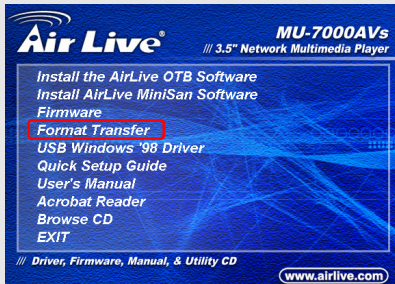 Air Live®
MU-7000AVs
/// 3.5" Network Multimedia Player
Install the AirLive OTB Software
Install AirLive MiniSan Software
Firmware
Format Transfer
USB Windows '98 Driver
Quick Setup Guide
User's Manual
Acrobat Reader
Browse CD
EXIT
/// Driver, Firmware, Manual, & Utility CD
www.airlive.com